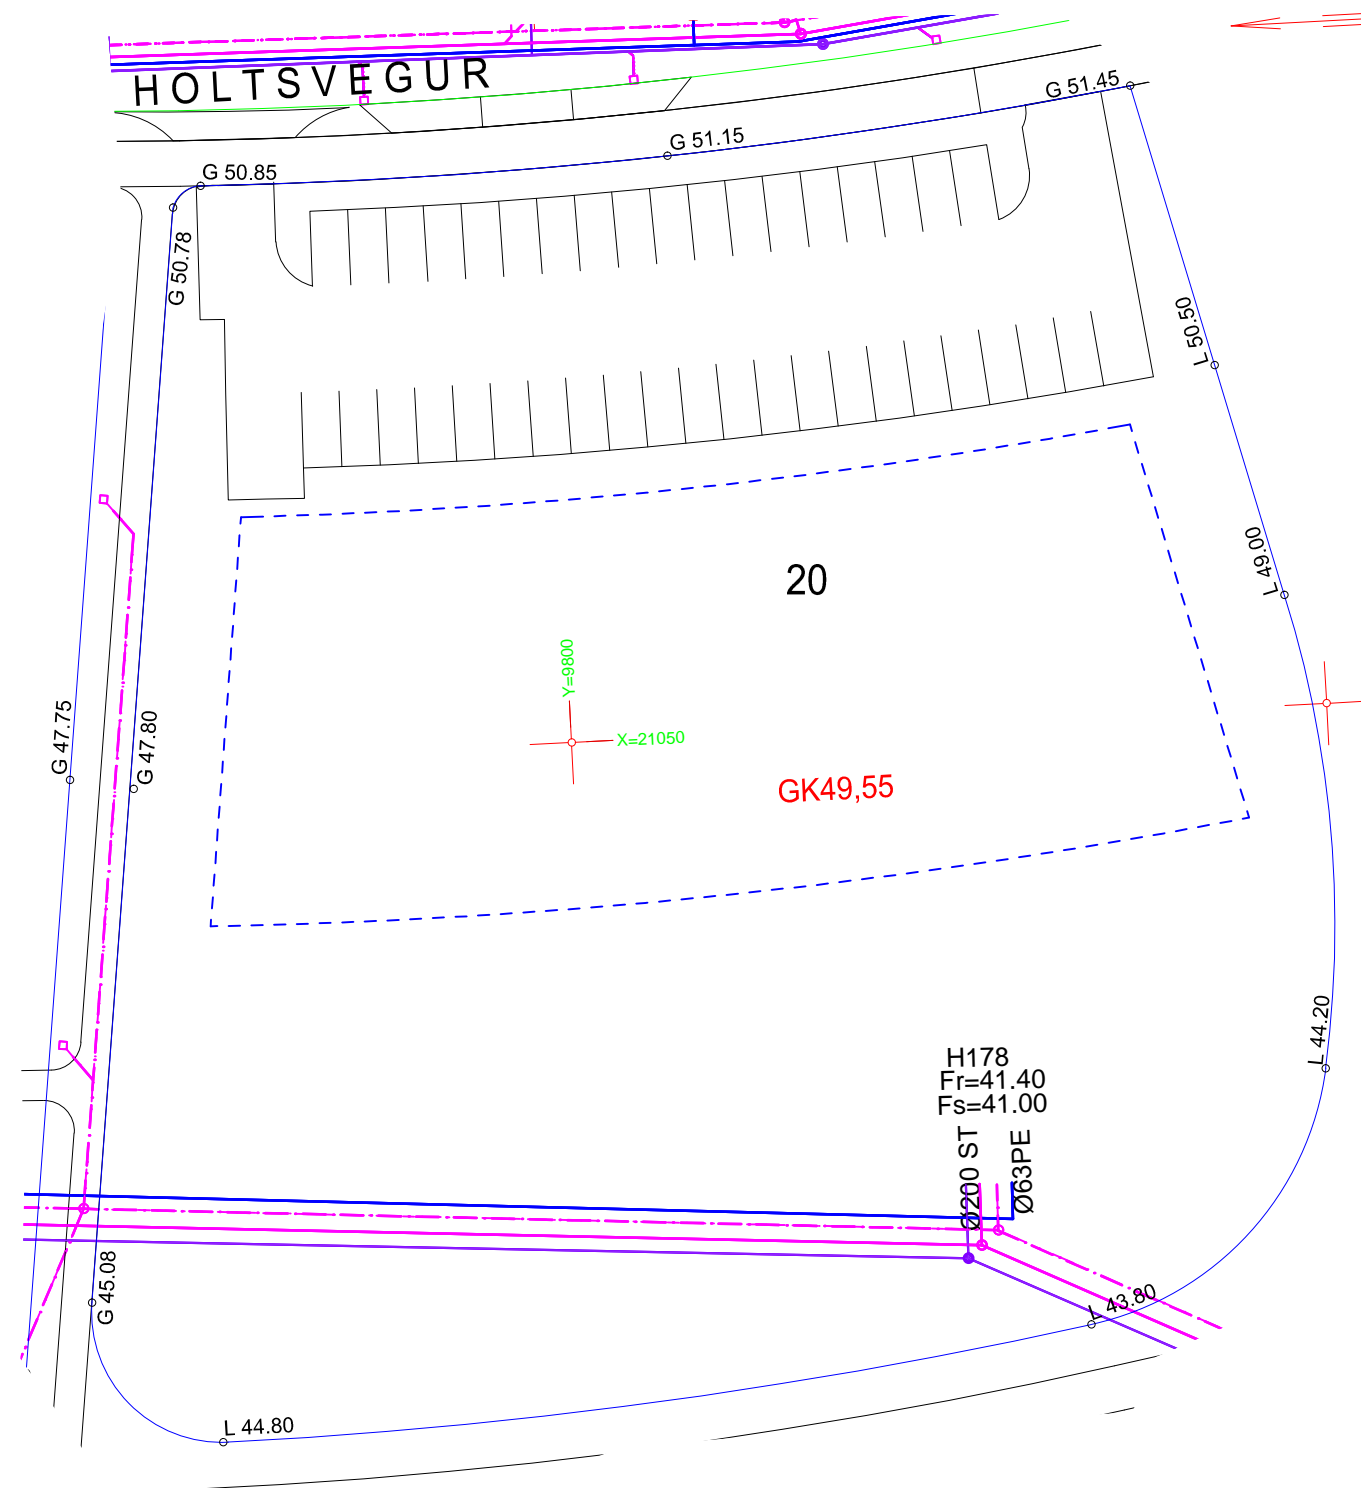 HOLTSVEGUR
G 51.45
G 51.15
G 50.85
G 50.78
L 50.50
L 49.00
20
Y=9800
X=21050
G 47.75
G 47.80
GK49,55
L 44.20
H178
Fr=41.40
Fs=41.00
Ø200 ST
Ø63PE
G 45.08
L 43.80
L 44.80